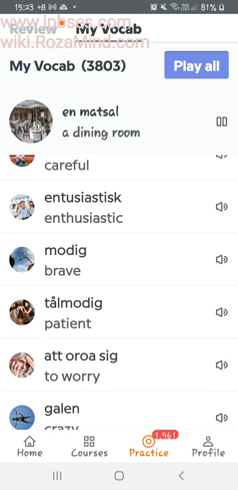 15:23
81%
www.inbses.com
Review
My Vocab
wiki.RozaMind.com
My Vocab (3803)
Play all
en matsal
a dining room
careful
entusiastisk
enthusiastic
modig
brave
tålmodig
patient
att oroa sig
to worry
galen
crazy
1,961
Home
Courses
Practice
Profile